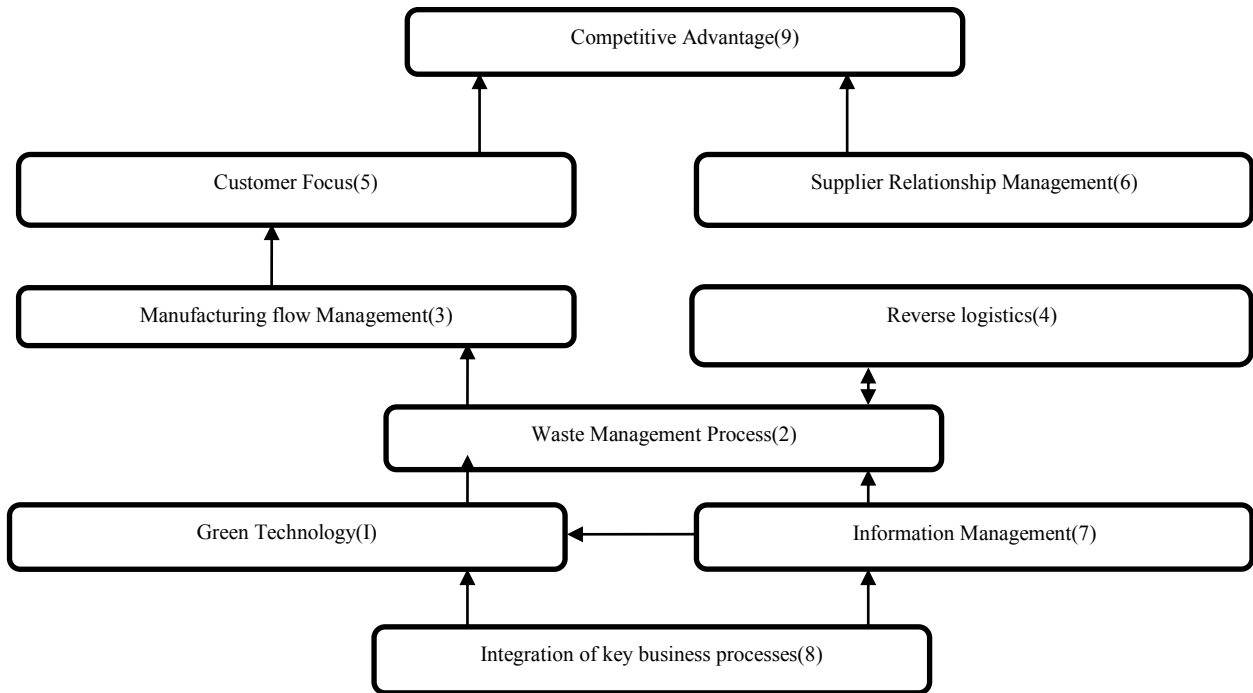 Competitive Advantage(9)
Customer Focus(5)
Supplier Relationship Management(6)
Manufacturing flow Management(3)
Reverse logistics(4)
Waste Management Process(2)
Green Technology(I)
Information Management(7)
Integration of key business processes(8)